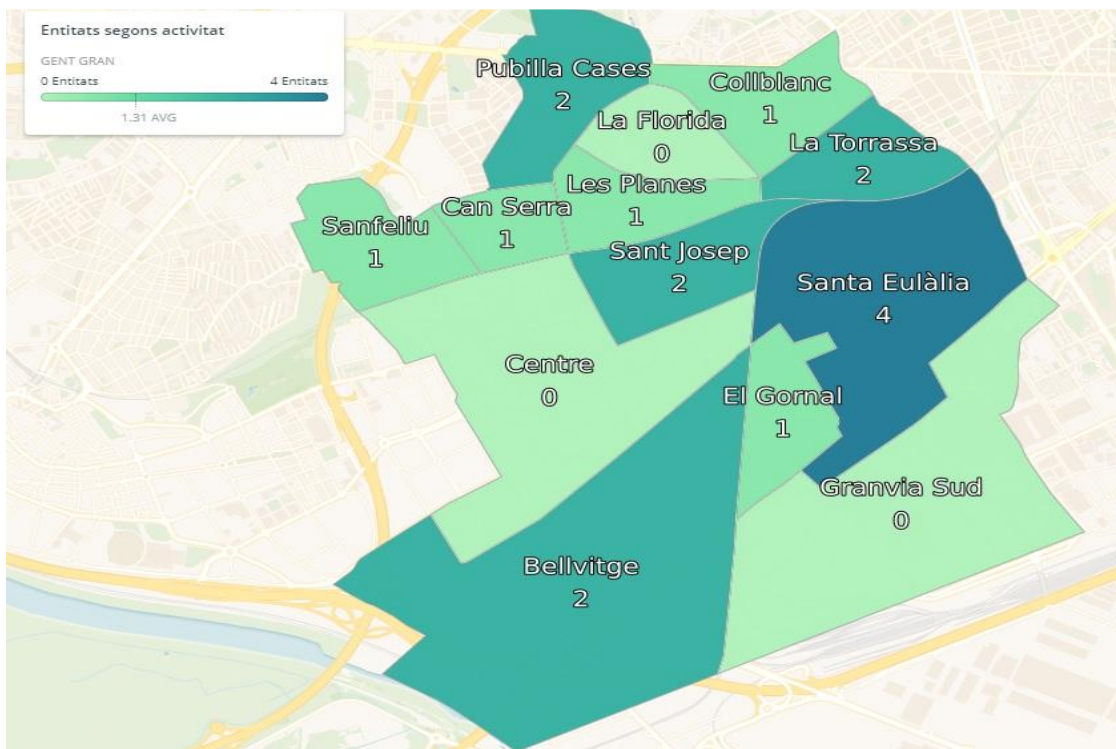 Entitats segons activitat
GENT GRAN
0 Entitats 4 Entitats
1.31 AVG
Pubilla Cases
2
Collblanc
1
La Florida
0
La Torrassa
2
Les Planes
1
Can Serra
1
Sanfeliu
1
Sant Josep
2
Santa Eulàlia
4
Centre
0
El Gornal
1
Granvia Sud
0
Bellvitge
2